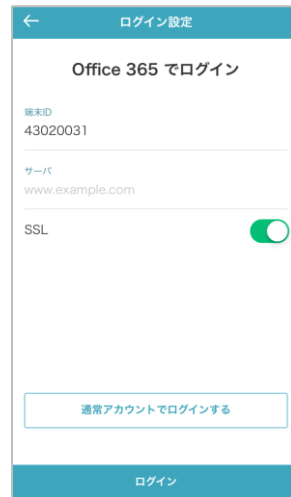 ログイン設定
Office 365 でログイン
端末ID
43020031
サーバ
www.example.com
SSL
通常アカウントでログインする
ログイン